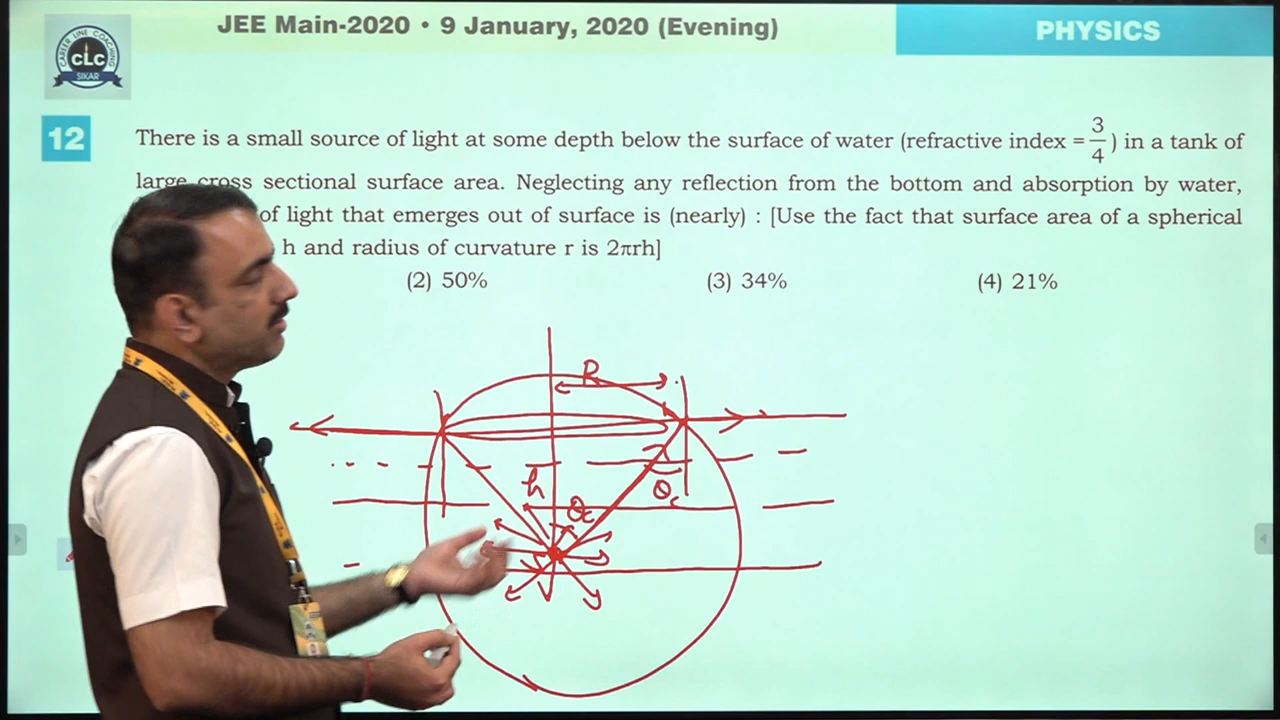 JEE Main-2020 • 9 January, 2020 (Evening)
PHYSICS
CAREER LINE COACHING
CLC
SIKAR
12
There is a small source of light at some depth below the surface of water (refractive index = 3/4) in a tank of
large cross sectional surface area. Neglecting any reflection from the bottom and absorption by water,
of light that emerges out of surface is (nearly) : [Use the fact that surface area of a spherical
h and radius of curvature r is 2πrh]
(2) 50% (3) 34% (4) 21%
R
h
θc
θc